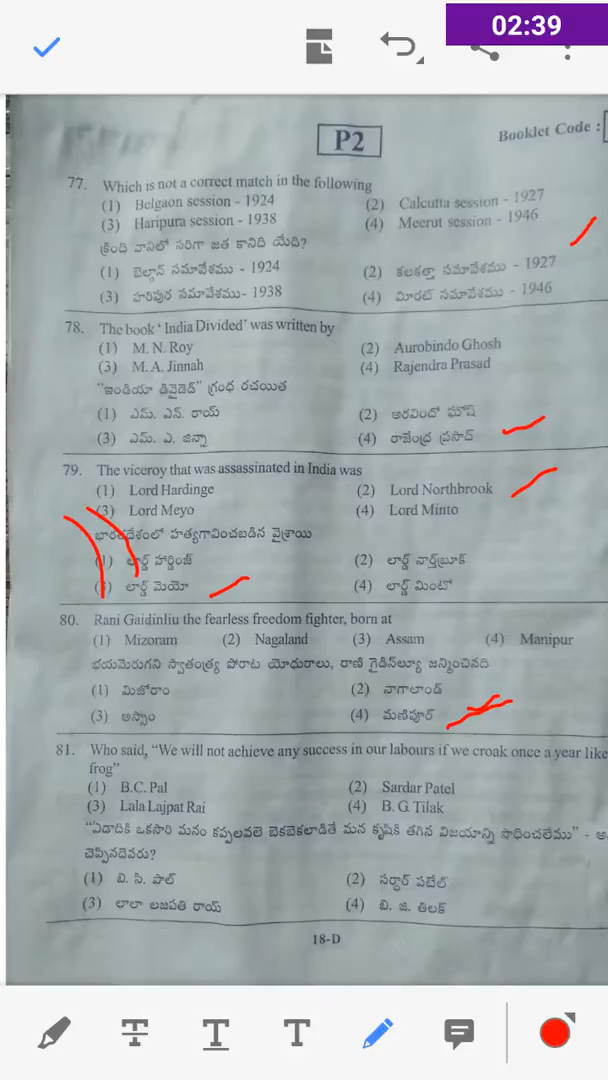 02:39
P2
Booklet Code :
77. Which is not a correct match in the following
(1) Belgaon session - 1924 (2) Calcutta session - 1927
(3) Haripura session - 1938 (4) Meerut session - 1946
క్రింది వానిలో సరిగా జత కానిది యేది?
(1) బెల్గాన్ సమావేశము - 1924 (2) కలకత్తా సమావేశము - 1927
(3) హరిపుర సమావేశము- 1938 (4) మీరట్ సమావేశము - 1946
78. The book ‘ India Divided’ was written by
(1) M. N. Roy (2) Aurobindo Ghosh
(3) M. A. Jinnah (4) Rajendra Prasad
“ఇండియా డివైడెడ్” గ్రంధ రచయిత
(1) ఎమ్. ఎన్. రాయ్ (2) అరవిందో ఘోష్
(3) ఎమ్. ఎ. జిన్నా (4) రాజేంద్ర ప్రసాద్
79. The viceroy that was assassinated in India was
(1) Lord Hardinge (2) Lord Northbrook
(3) Lord Meyo (4) Lord Minto
భారతదేశంలో హత్యగావించబడిన వైశ్రాయి
(1) లార్డ్ హార్డింజ్ (2) లార్డ్ నార్త్‌బ్రూక్
(3) లార్డ్ మెయో (4) లార్డ్ మింటో
80. Rani Gaidinliu the fearless freedom fighter, born at
(1) Mizoram (2) Nagaland (3) Assam (4) Manipur
భయమెరుగని స్వాతంత్ర్య పోరాట యోధురాలు, రాణి గైడిన్‌ల్యూ జన్మించినది
(1) మిజోరాం (2) నాగాలాండ్
(3) అస్సాం (4) మణిపూర్
81. Who said, “We will not achieve any success in our labours if we croak once a year like
frog”
(1) B.C. Pal (2) Sardar Patel
(3) Lala Lajpat Rai (4) B. G. Tilak
“ఏడాదికి ఒకసారి మనం కప్పలవలె బెకబెకలాడితే మన కృషికి తగిన విజయాన్ని సాధించలేము” -
చెప్పినదెవరు?
(1) బి. సి. పాల్ (2) సర్దార్ పటేల్
(3) లాలా లజపతి రాయ్ (4) బి. జి. తిలక్
18-D